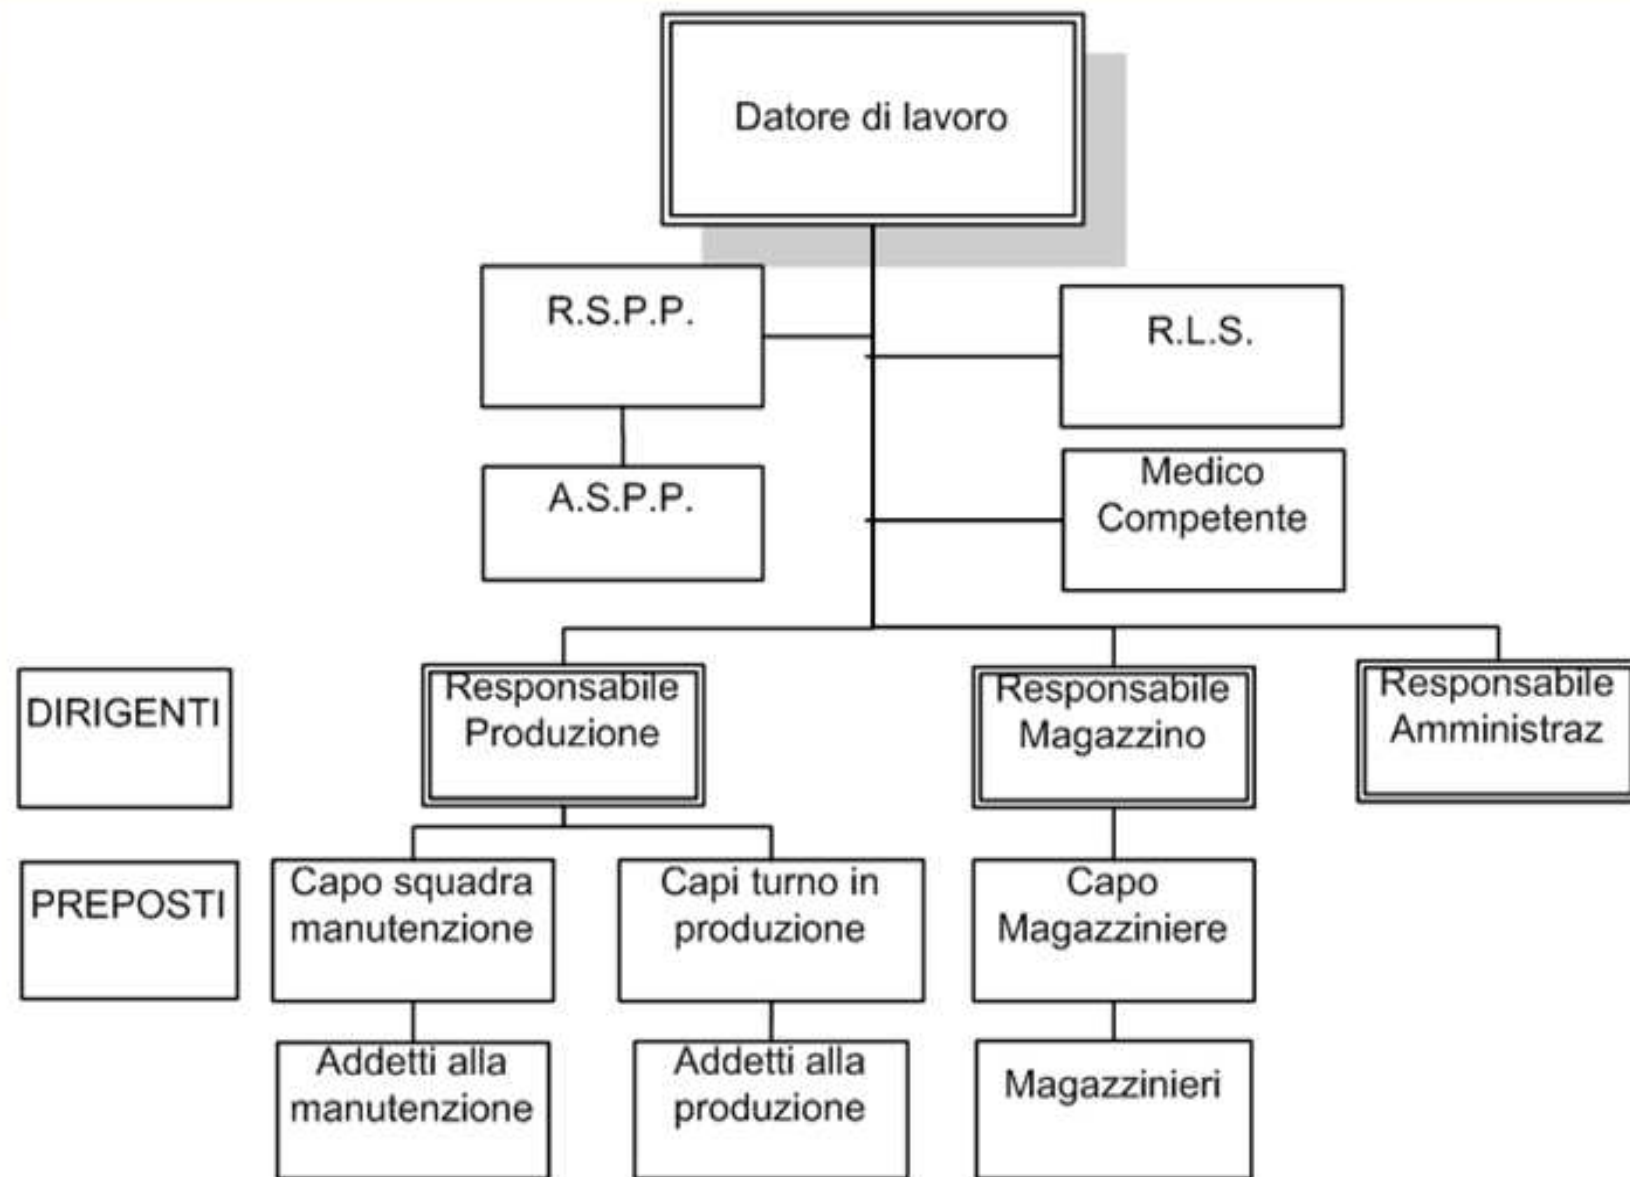 Datore di lavoro
R.S.P.P.
R.L.S.
A.S.P.P.
Medico
Competente
DIRIGENTI
Responsabile
Produzione
Responsabile
Magazzino
Responsabile
Amministraz
PREPOSTI
Capo squadra
manutenzione
Capi turno in
produzione
Capo
Magazziniere
Addetti alla
manutenzione
Addetti alla
produzione
Magazzinieri